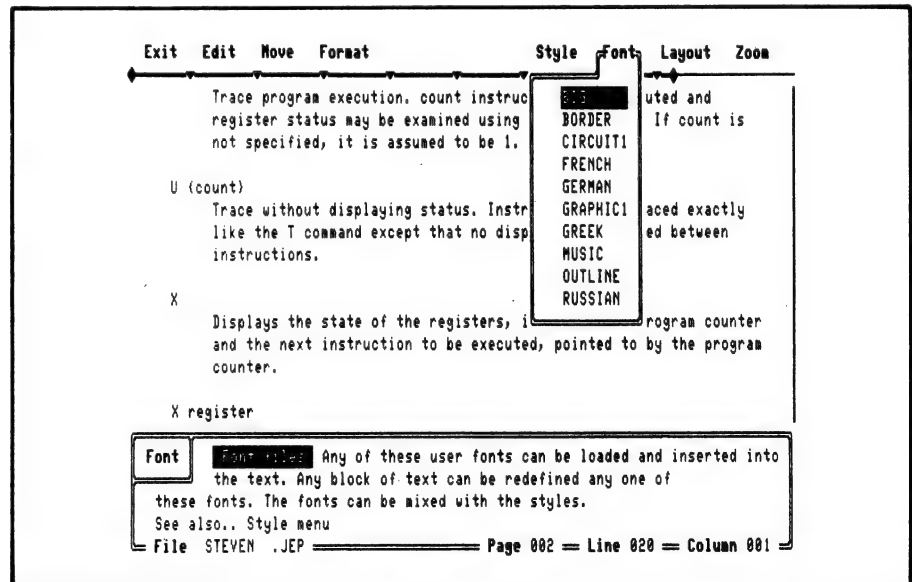 Exit Edit Move Format Style Font Layout Zoom
Trace program execution. count instruc uted and
register status may be examined using If count is
not specified, it is assumed to be 1.
BIG
BORDER
CIRCUIT1
FRENCH
GERMAN
GRAPHIC1
GREEK
MUSIC
OUTLINE
RUSSIAN
U (count)
Trace without displaying status. Instr aced exactly
like the T command except that no disp ed between
instructions.
X
Displays the state of the registers, i rogram counter
and the next instruction to be executed, pointed to by the program
counter.
X register
Font
Font files Any of these user fonts can be loaded and inserted into
the text. Any block of text can be redefined any one of
these fonts. The fonts can be mixed with the styles.
See also.. Style menu
File STEVEN .JEP Page 002 Line 020 Column 001